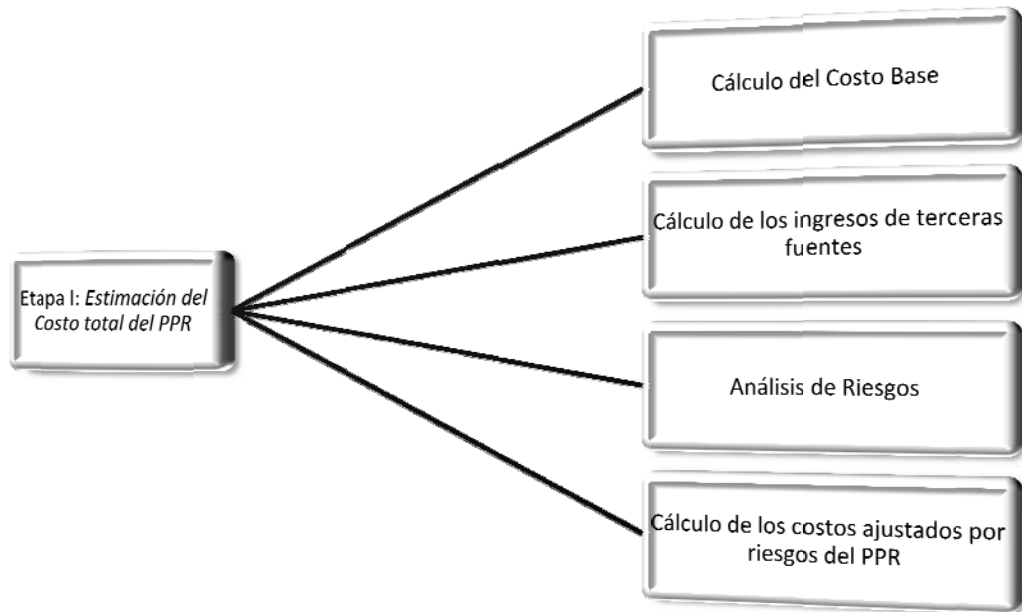 Cálculo del Costo Base
Cálculo de los ingresos de terceras
fuentes
Etapa I: Estimación del
Costo total del PPR
Análisis de Riesgos
Cálculo de los costos ajustados por
riesgos del PPR